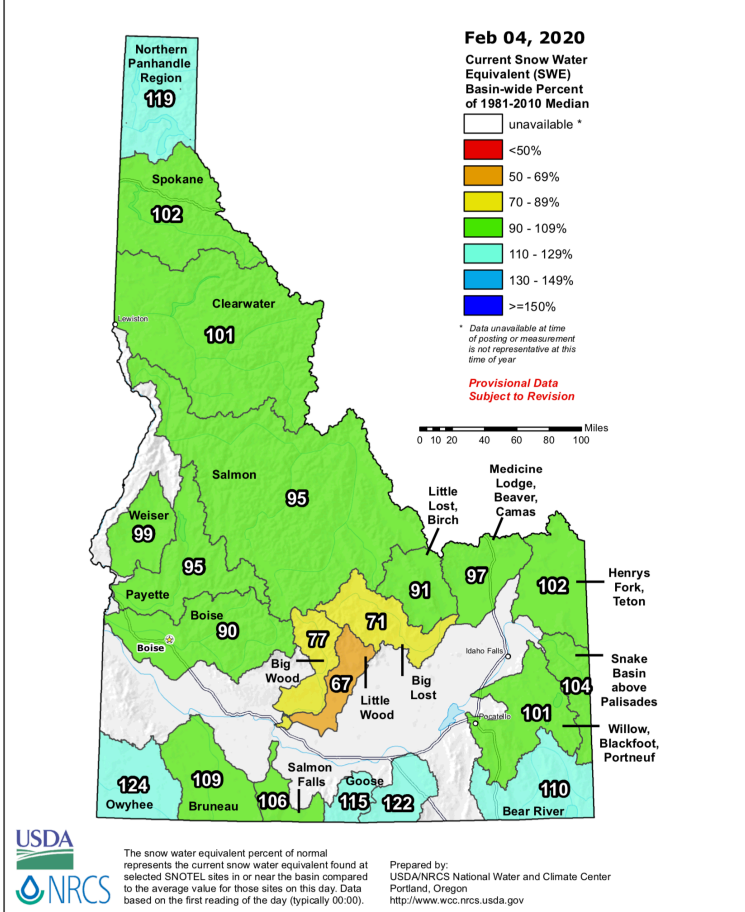 Feb 04, 2020
Current Snow Water
Equivalent (SWE)
Basin-wide Percent
of 1981-2010 Median
unavailable *
<50%
50 - 69%
70 - 89%
90 - 109%
110 - 129%
130 - 149%
>=150%
* Data unavailable at time
of posting or measurement
is not representative at this
time of year
Provisional Data
Subject to Revision
Miles
0 10 20 40 60 80 100
Northern
Panhandle
Region
119
Spokane
102
Clearwater
101
Lewiston
Salmon
95
Weiser
99
95
Payette
Boise
90
Boise
Little
Lost,
Birch
91
Medicine
Lodge,
Beaver,
Camas
97
102
Henrys
Fork,
Teton
71
77
67
Big
Wood
Little
Wood
Big
Lost
Idaho Falls
Snake
Basin
above
Palisades
104
101
Pocatello
Willow,
Blackfoot,
Portneuf
124
Owyhee
109
Bruneau
106
Salmon
Falls
Goose
115
122
110
Bear River
USDA
NRCS
The snow water equivalent percent of normal
represents the current snow water equivalent found at
selected SNOTEL sites in or near the basin compared
to the average value for those sites on this day. Data
based on the first reading of the day (typically 00:00).
Prepared by:
USDA/NRCS National Water and Climate Center
Portland, Oregon
http://www.wcc.nrcs.usda.gov